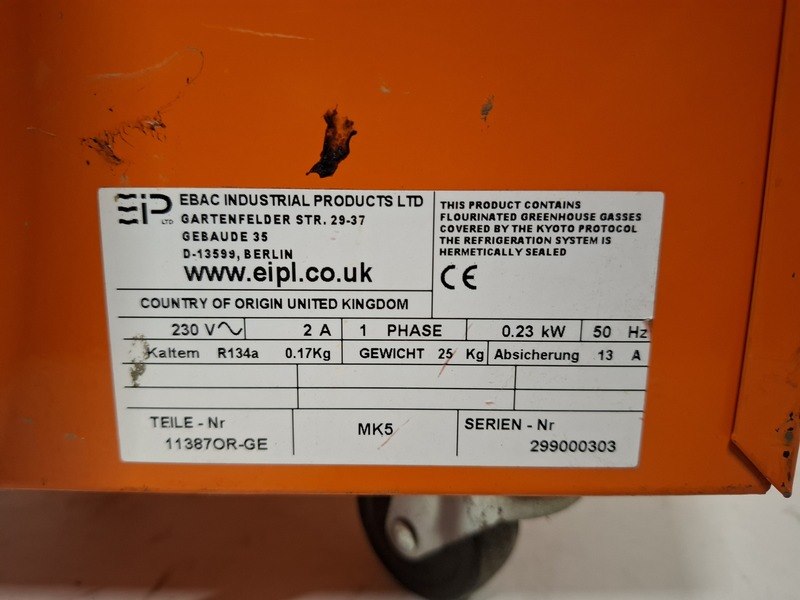 EIP LTD
EBAC INDUSTRIAL PRODUCTS LTD
GARTENFELDER STR. 29-37
GEBAUDE 35
D-13599, BERLIN
www.eipl.co.uk
THIS PRODUCT CONTAINS
FLOURINATED GREENHOUSE GASSES
COVERED BY THE KYOTO PROTOCOL
THE REFRIGERATION SYSTEM IS
HERMETICALLY SEALED
CE
COUNTRY OF ORIGIN UNITED KINGDOM
230 V~ 2 A 1 PHASE 0.23 kW 50 Hz
Kaltem R134a 0.17Kg GEWICHT 25 Kg Absicherung 13 A
TEILE - Nr
11387OR-GE
MK5
SERIEN - Nr
299000303